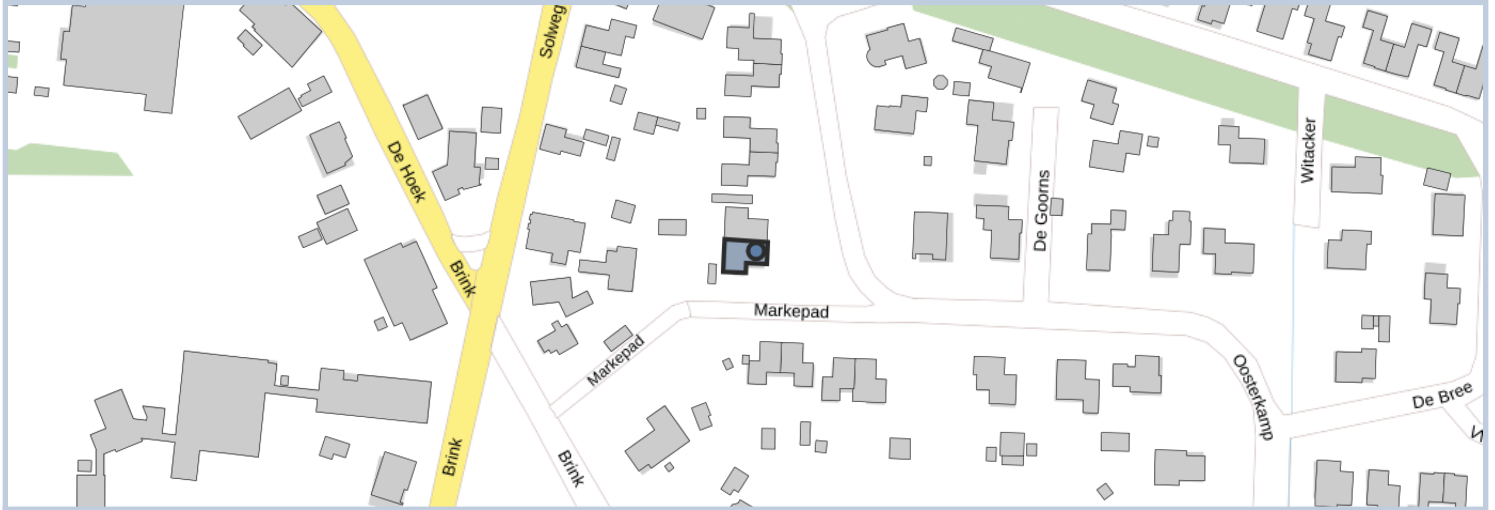 Solweg
De Hoek
Witacker
De Goorns
Brink
Markepad
Markepad
Oosterkamp
De Bree
Brink
Brink